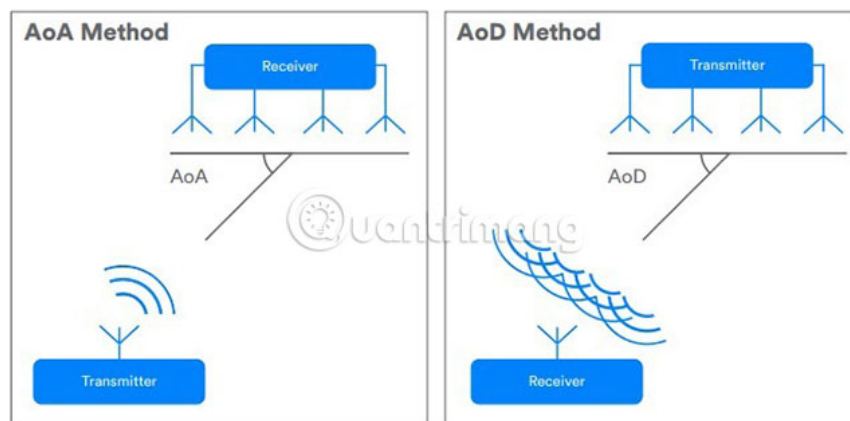 AoA Method
Receiver
AoA
Transmitter
AoD Method
Transmitter
AoD
Receiver
Quantrimang